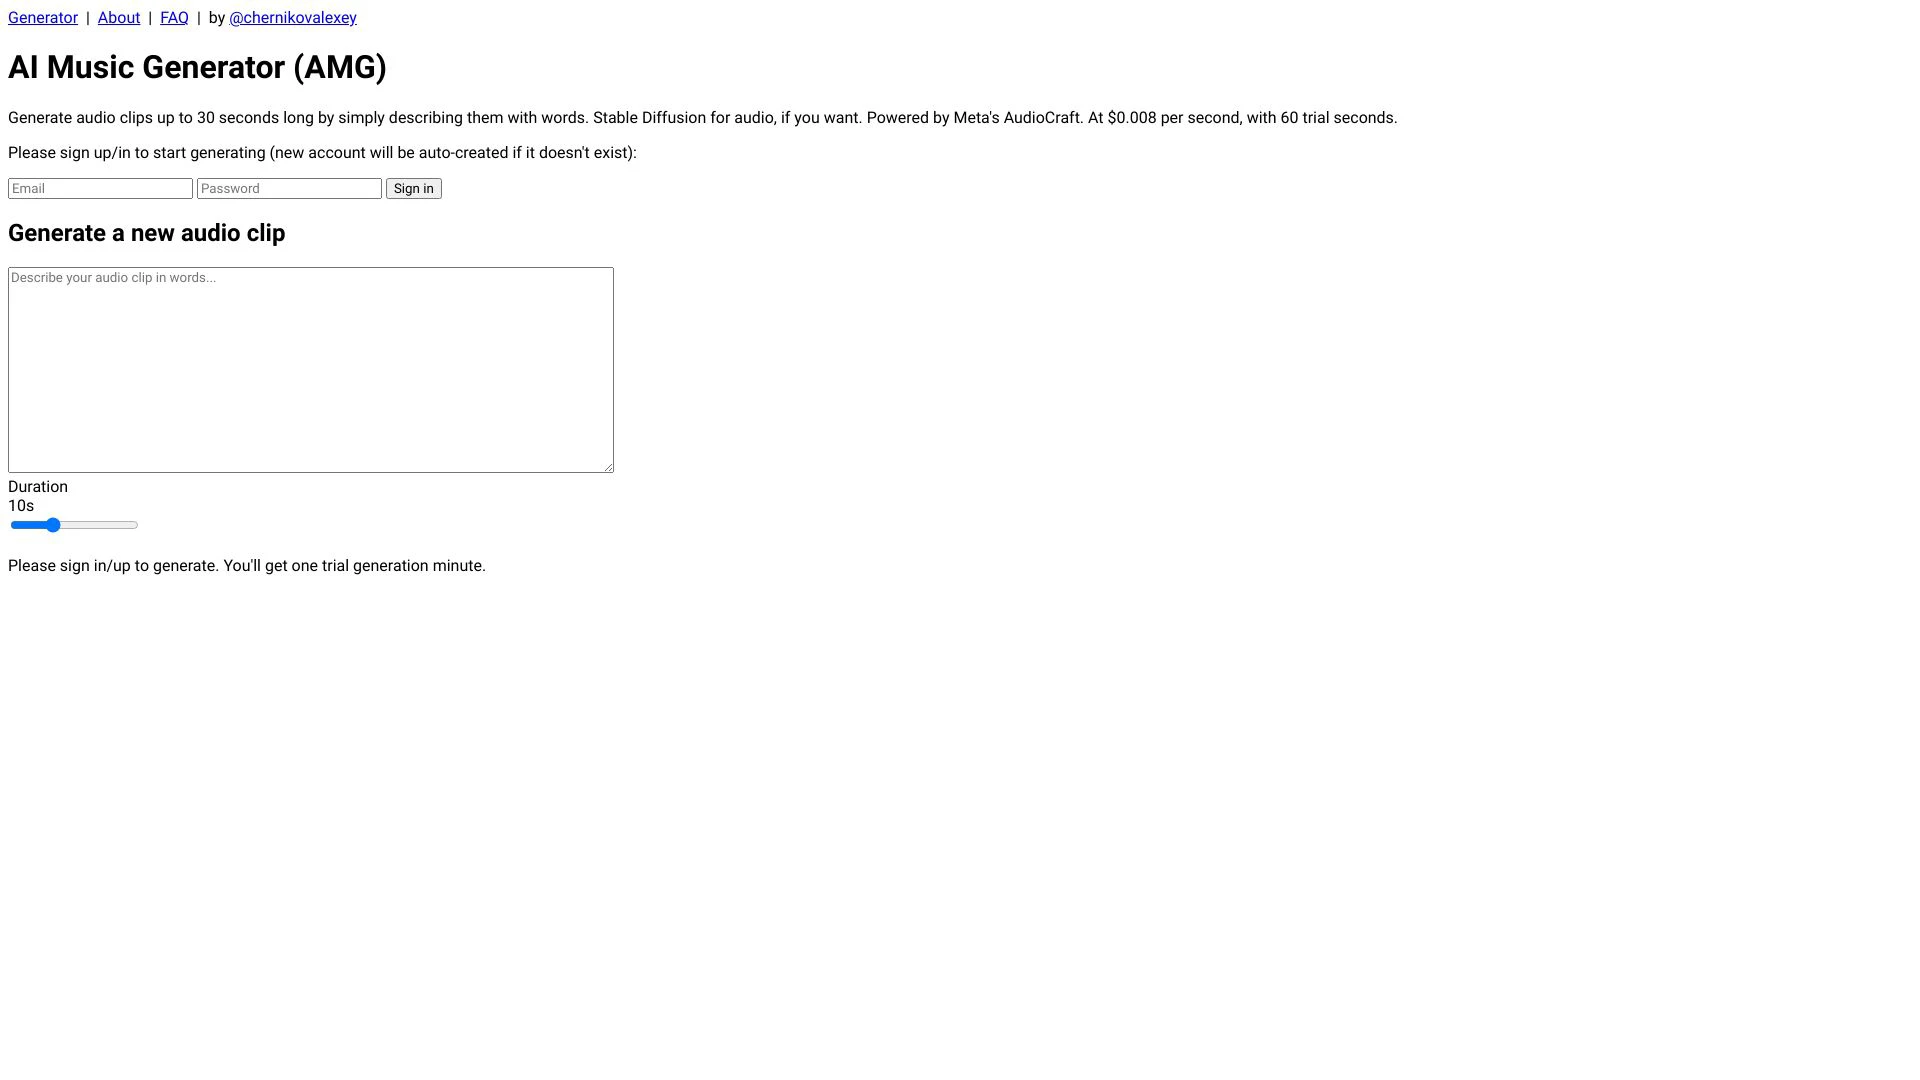 Generator | About | FAQ | by @chernikovalexey
AI Music Generator (AMG)
Generate audio clips up to 30 seconds long by simply describing them with words. Stable Diffusion for audio, if you want. Powered by Meta's AudioCraft. At $0.008 per second, with 60 trial seconds.
Please sign up/in to start generating (new account will be auto-created if it doesn't exist):
Email Password Sign in
Generate a new audio clip
Describe your audio clip in words...
Duration
10s
Please sign in/up to generate. You'll get one trial generation minute.